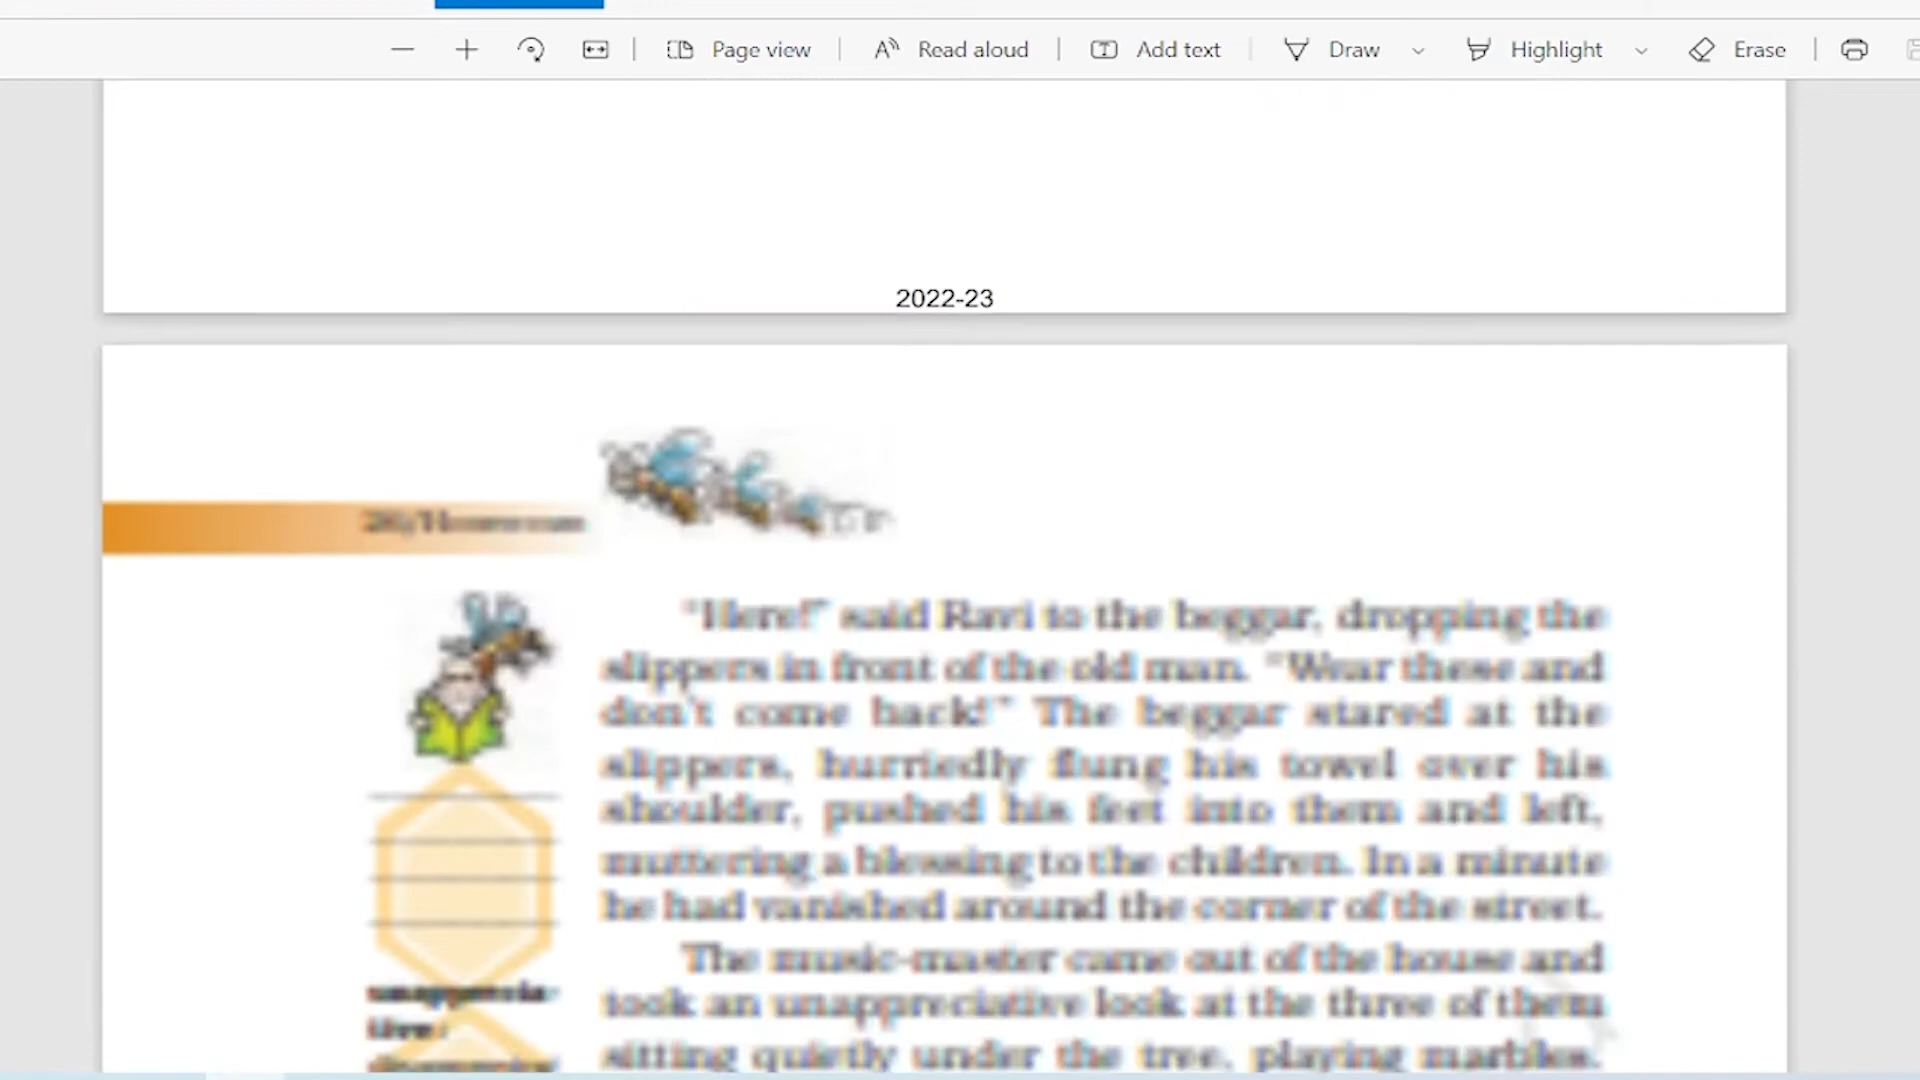 Page view
Read aloud
Add text
Draw
Highlight
Erase
2022-23
"Here!" said Ravi to the beggar, dropping the
slippers in front of the old man. "Wear these and
don't come back!" The beggar stared at the
slippers, hurriedly flung his towel over his
shoulder, pushed his feet into them and left,
muttering a blessing to the children. In a minute
he had vanished around the corner of the street.
The music-master came out of the house and
took an unappreciative look at the three of them
sitting quietly under the tree, playing marbles.
unapprecia-
tive: